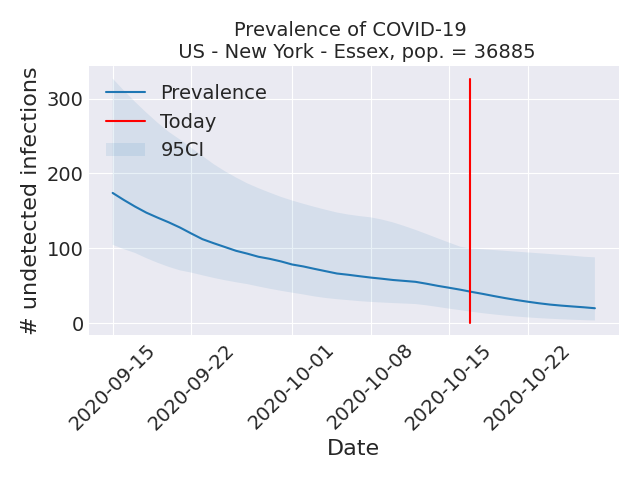 Prevalence of COVID-19
US - New York - Essex, pop. = 36885
# undetected infections
300
200
100
0
Prevalence
Today
95CI
2020-09-15
2020-09-22
2020-10-01
2020-10-08
2020-10-15
2020-10-22
Date